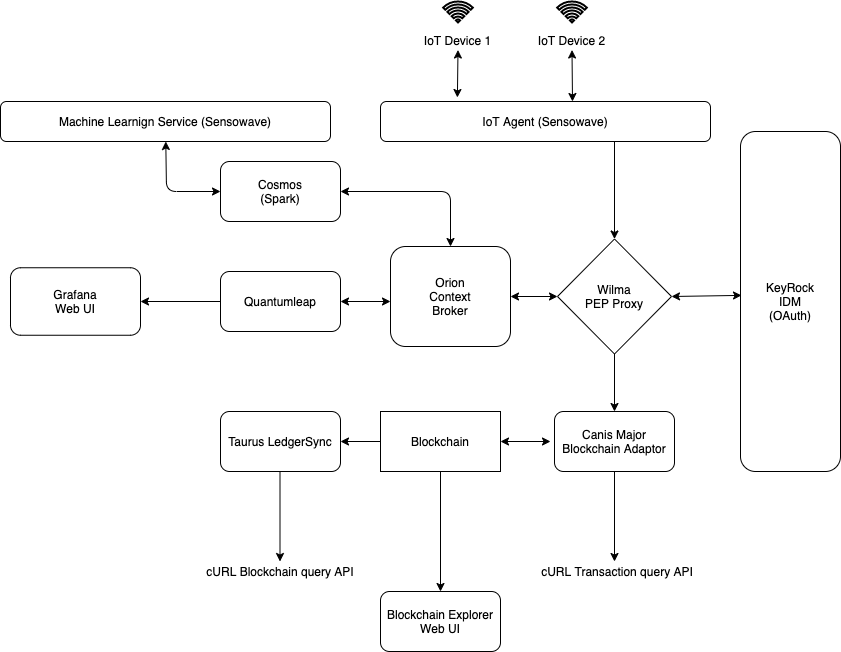 IoT Device 1
IoT Device 2
Machine Learnign Service (Sensowave)
IoT Agent (Sensowave)
Cosmos
(Spark)
Grafana
Web UI
Quantumleap
Orion
Context
Broker
Wilma
PEP Proxy
KeyRock
IDM
(OAuth)
Taurus LedgerSync
Blockchain
Canis Major
Blockchain Adaptor
cURL Blockchain query API
cURL Transaction query API
Blockchain Explorer
Web UI